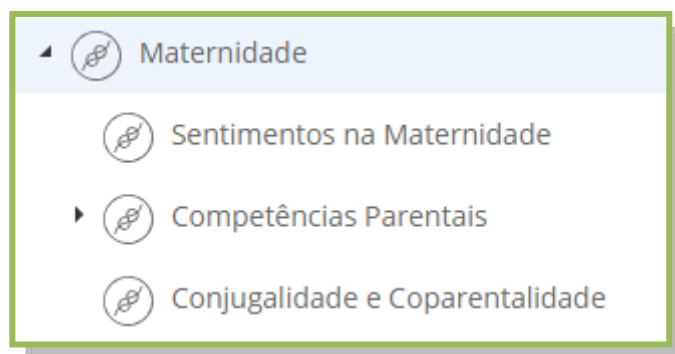 Maternidade
Sentimentos na Maternidade
Competências Parentais
Conjugalidade e Coparentalidade